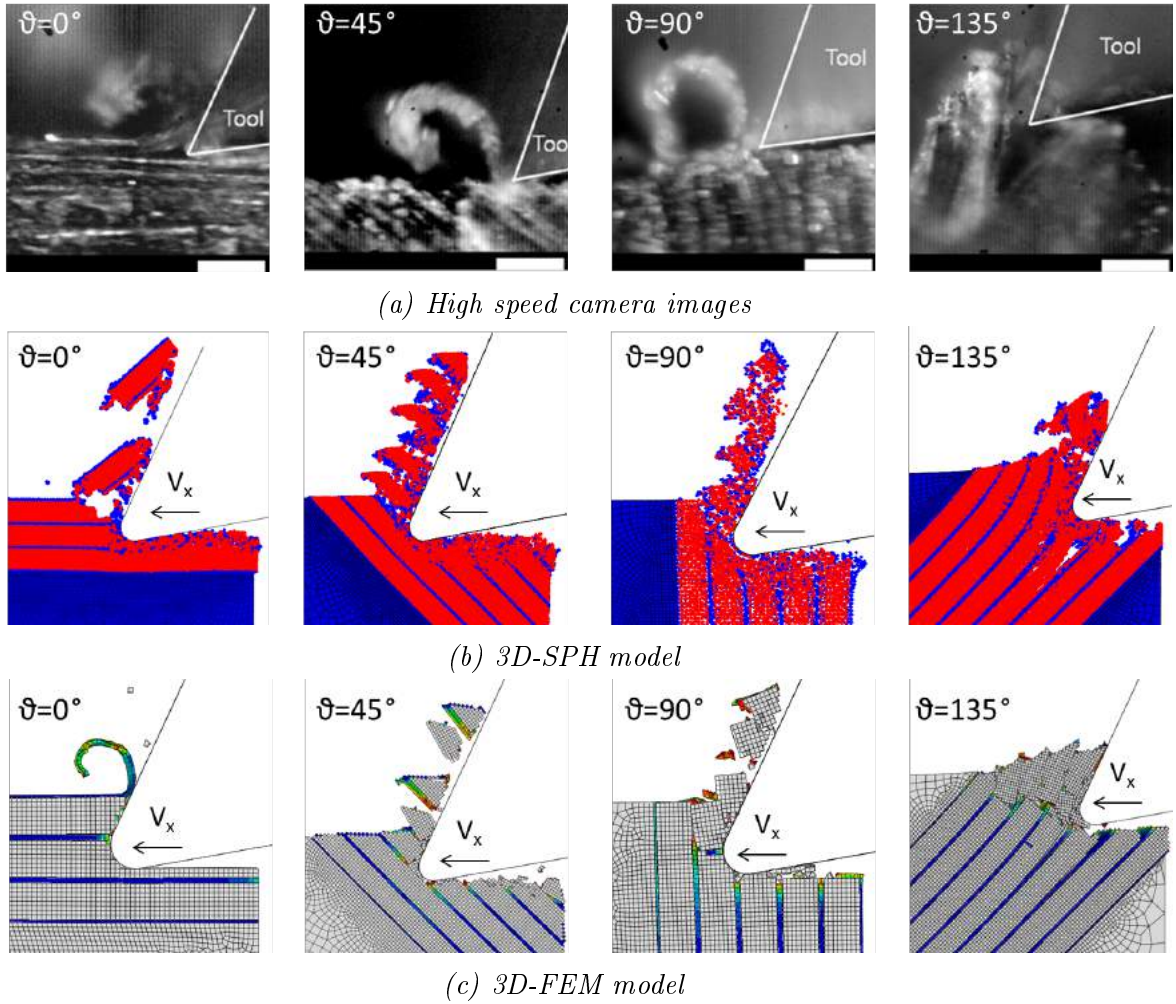 ϑ=0° ϑ=45° ϑ=90° ϑ=135°
Tool Tool
Tool Too
(a) High speed camera images
ϑ=0° ϑ=45° ϑ=90° ϑ=135°
Vₓ Vₓ Vₓ Vₓ
(b) 3D-SPH model
ϑ=0° ϑ=45° ϑ=90° ϑ=135°
Vₓ Vₓ Vₓ Vₓ
(c) 3D-FEM model